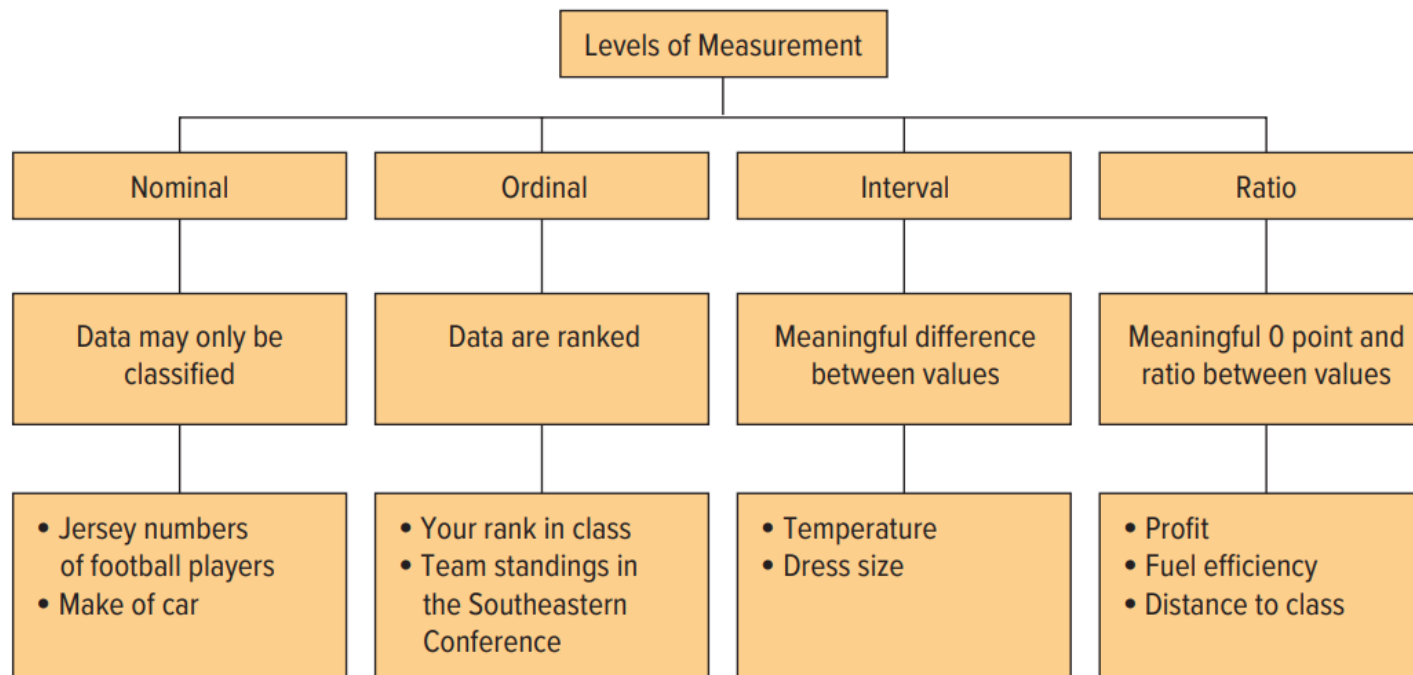 Levels of Measurement
Nominal
Ordinal
Interval
Ratio
Data may only be
classified
Data are ranked
Meaningful difference
between values
Meaningful 0 point and
ratio between values
• Jersey numbers
of football players
• Make of car
• Your rank in class
• Team standings in
the Southeastern
Conference
• Temperature
• Dress size
• Profit
• Fuel efficiency
• Distance to class